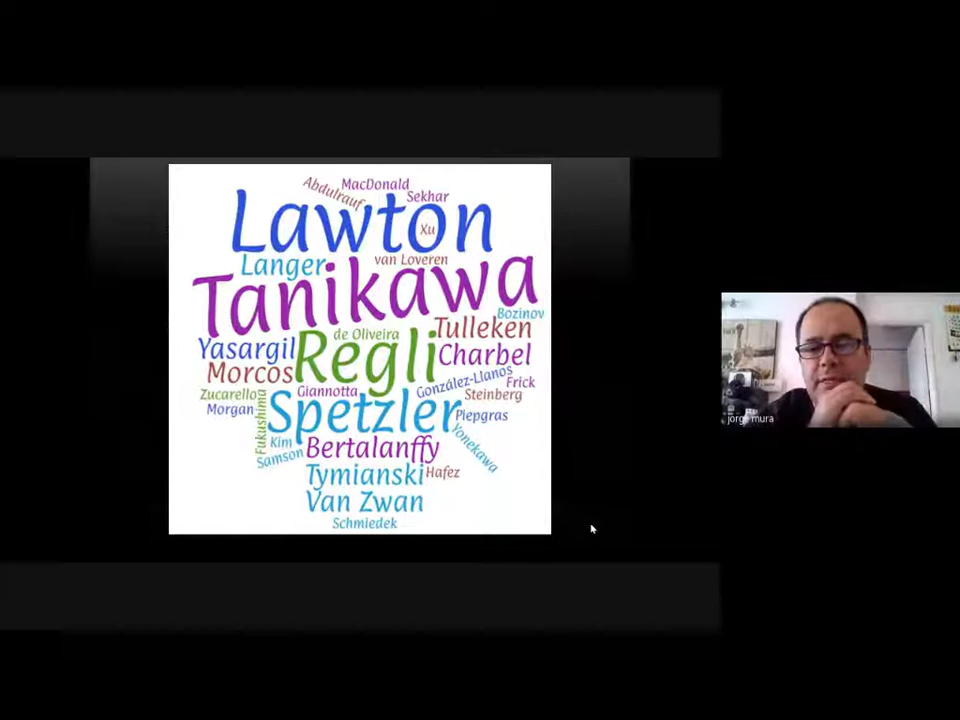 Abdulrauf
MacDonald
Sekhar
Lawton
Xu
Langer
van Loveren
Tanikawa
Bozinov
de Oliveira
Tulleken
Yasargil
Regli
Charbel
Morcos
González-Llanos
Frick
Zucarello
Giannotta
Steinberg
Morgan
Fukushima
Spetzler
Piepgras
Kim
Yonekawa
Samson
Bertalanffy
Tymianski
Hafez
Van Zwan
Schmiedek
jorge mura